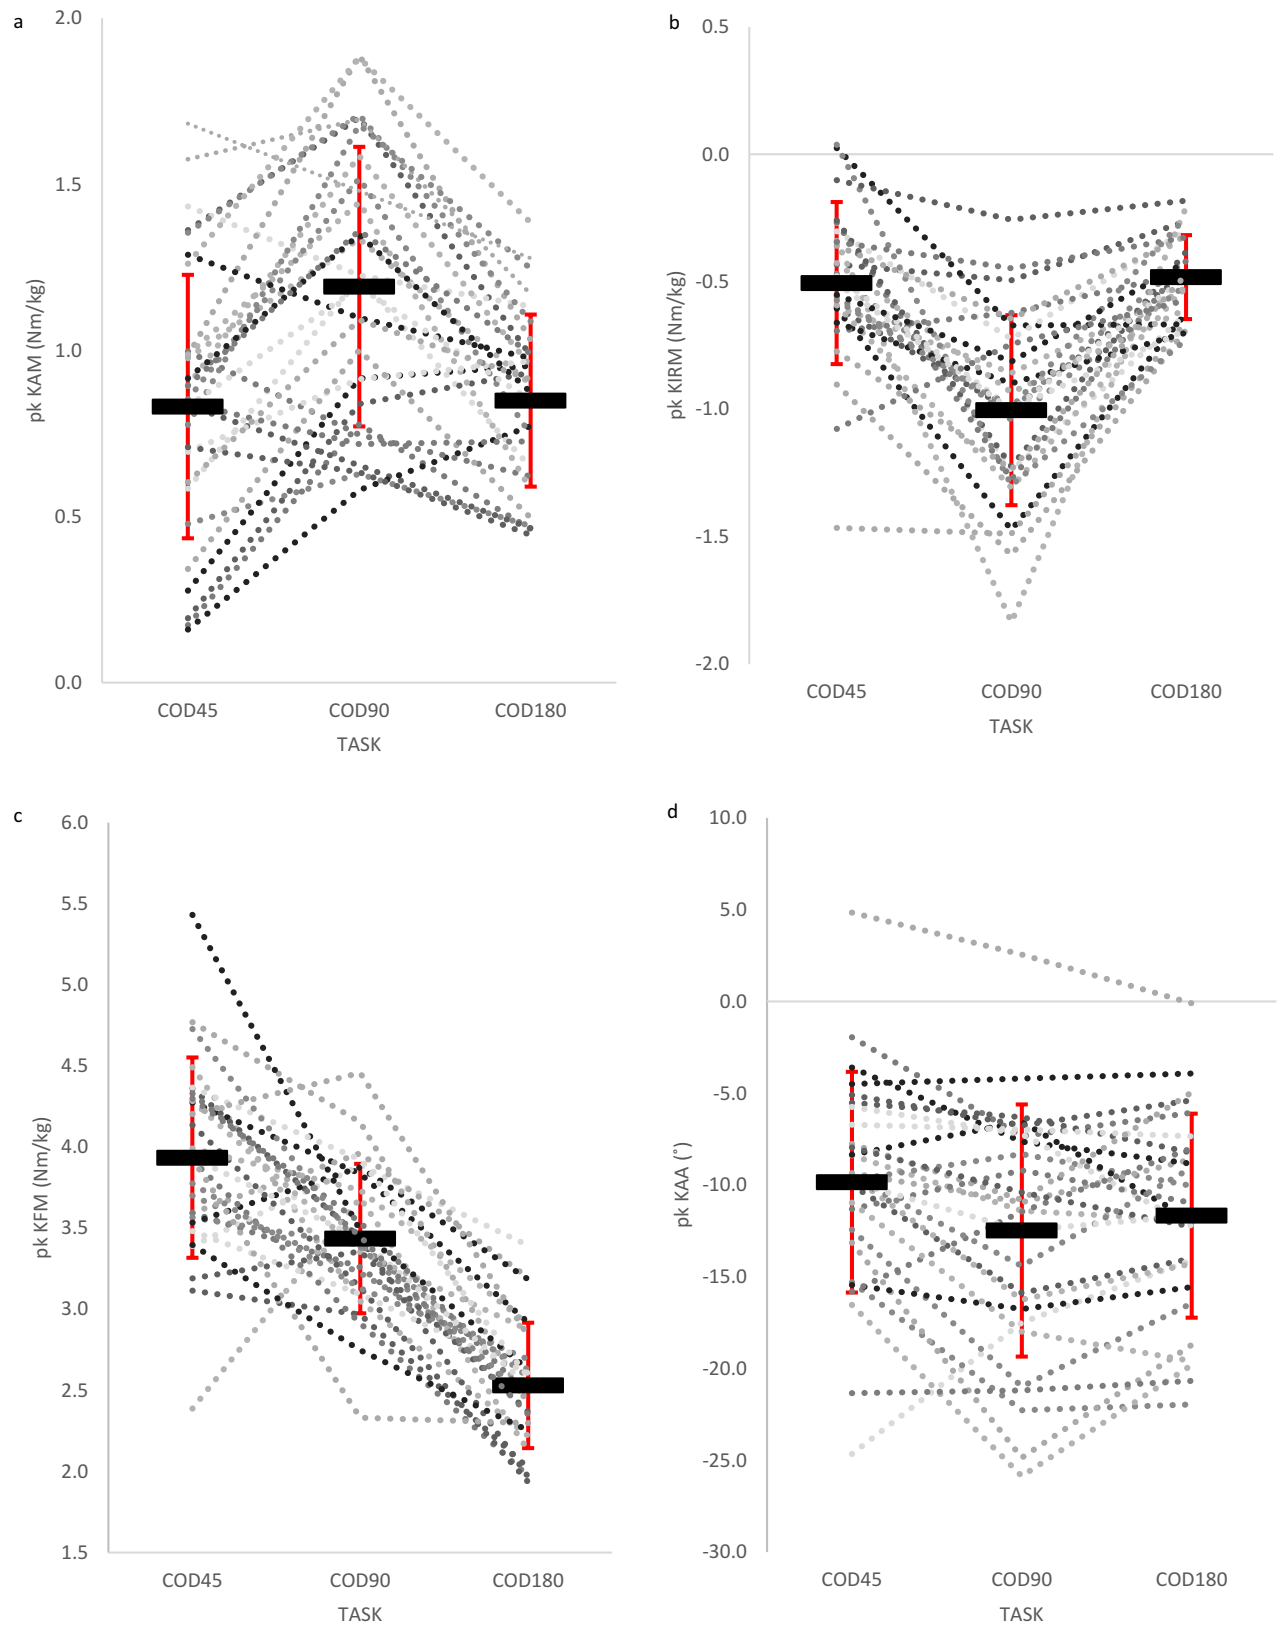 a
pk KAM (Nm/kg)
2.0
1.5
1.0
0.5
0.0
COD45 COD90 COD180
TASK
b
pk KIRM (Nm/kg)
0.5
0.0
-0.5
-1.0
-1.5
-2.0
COD45 COD90 COD180
TASK
c
pk KFM (Nm/kg)
6.0
5.5
5.0
4.5
4.0
3.5
3.0
2.5
2.0
1.5
COD45 COD90 COD180
TASK
d
pk KAA (°)
10.0
5.0
0.0
-5.0
-10.0
-15.0
-20.0
-25.0
-30.0
COD45 COD90 COD180
TASK